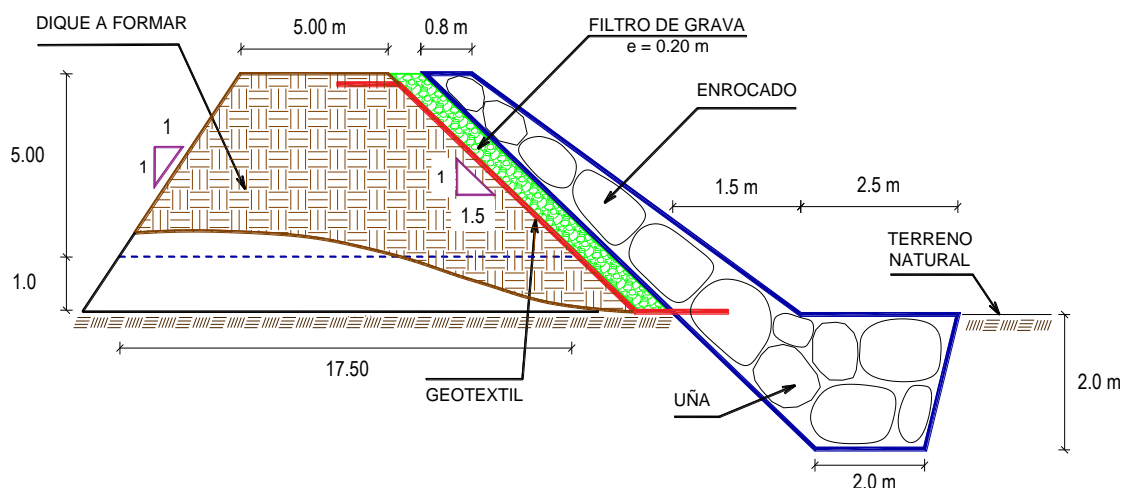 DIQUE A FORMAR
5.00 m
0.8 m
FILTRO DE GRAVA
e = 0.20 m
ENROCADO
1
1
5.00
1
1.5
1.5 m
2.5 m
TERRENO
NATURAL
1.0
17.50
GEOTEXTIL
UÑA
2.0 m
2.0 m